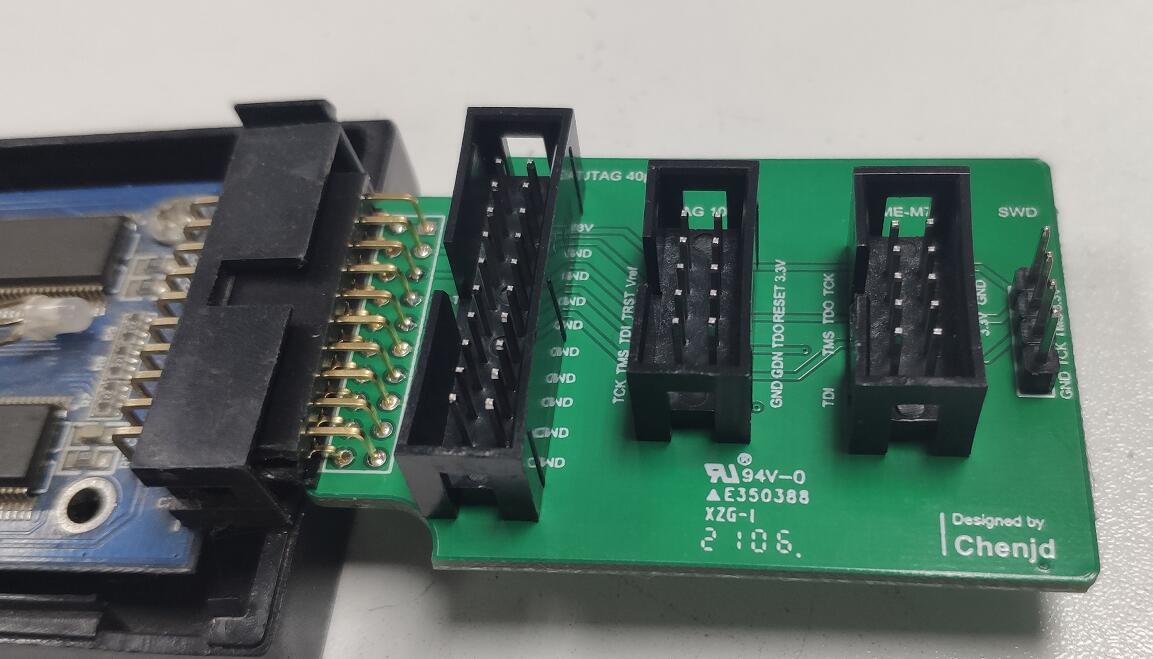 JTAG 40
GND
GND
GND
GND
GND
GND
GND
AG 10
TCK TMS TDI TRST Vref
GND GDN TDO RESET 3.3V
ME-M7
TDI TMS TDO TCK
3.3V GND
SWD
GND TCK TMS 3.3V
94V-0
E350388
XZG-1
2106.
Designed by
Chenjd